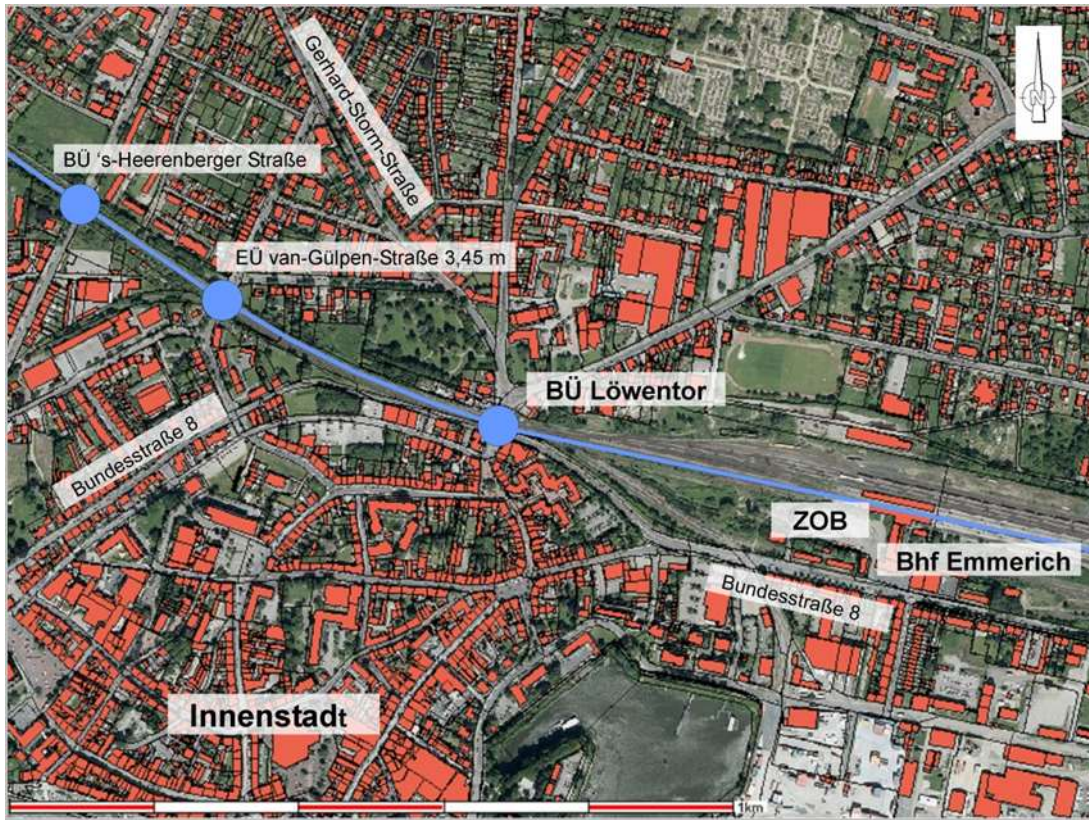 Gerhard-Storm-Straße
N
BÜ ‘s-Heerenberger Straße
EÜ van-Gülpen-Straße 3,45 m
BÜ Löwentor
Bundesstraße 8
ZOB
Bhf Emmerich
Bundesstraße 8
Innenstadt
1km